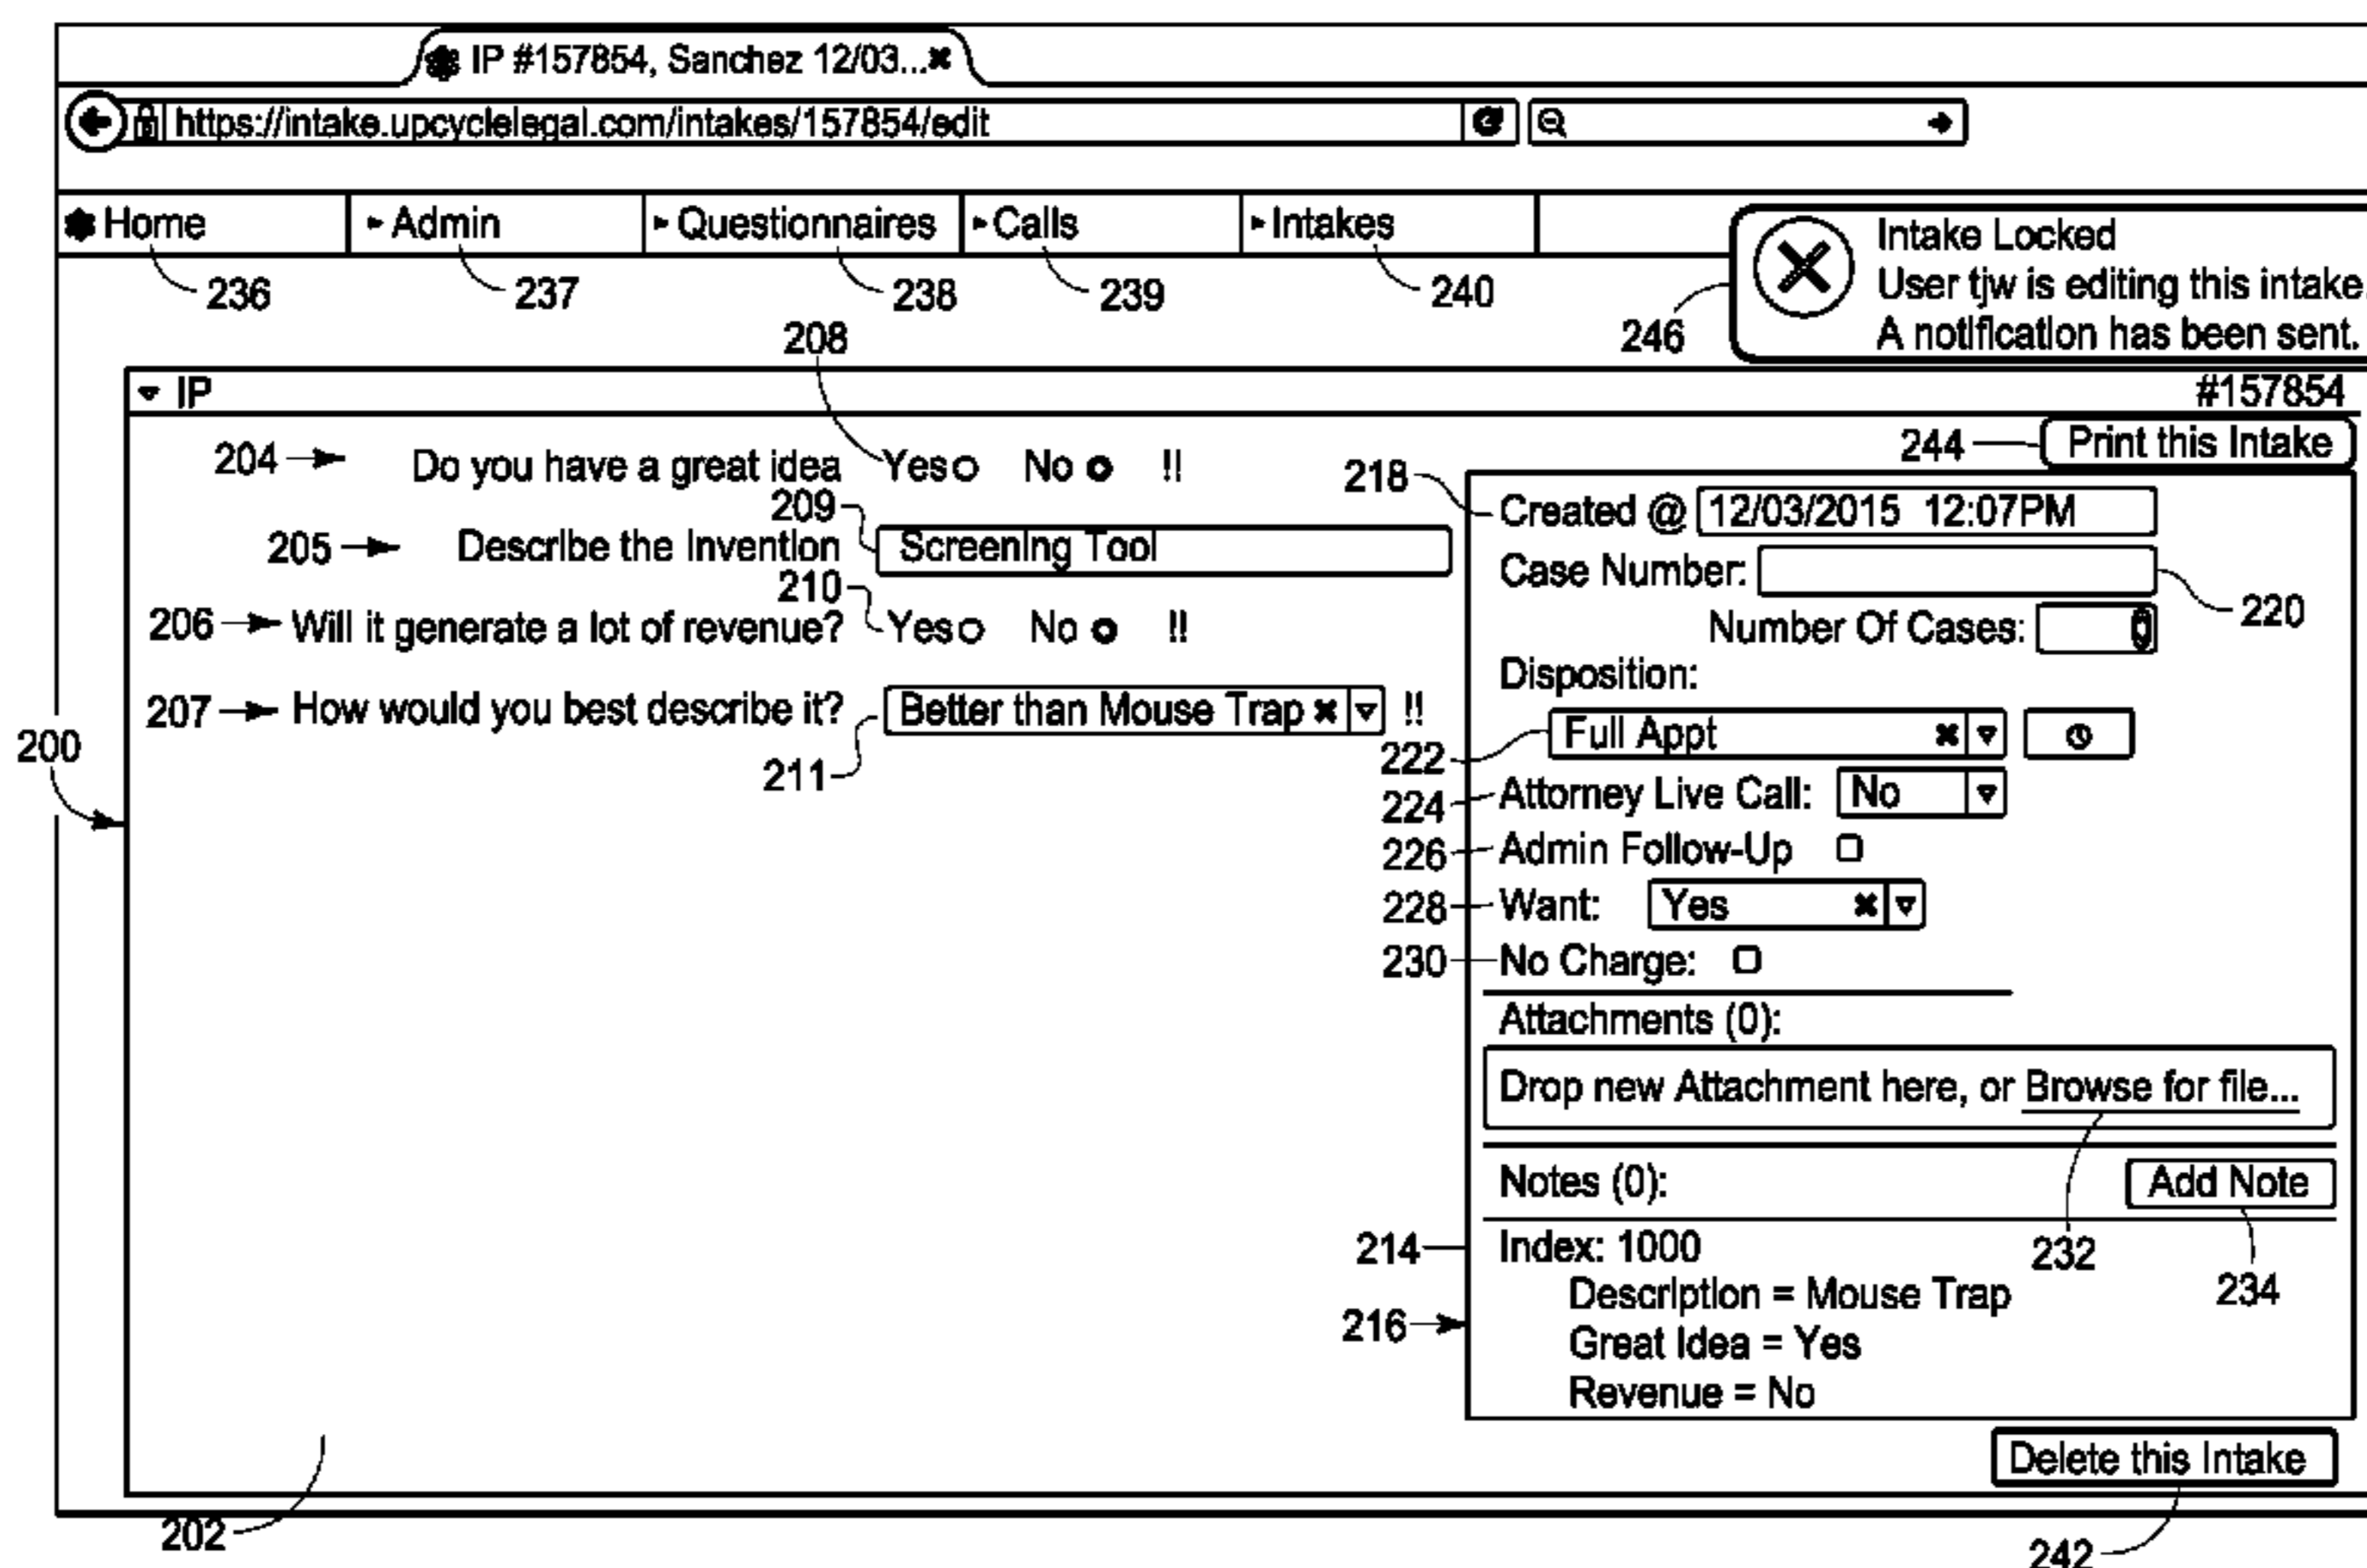 IP #157854, Sanchez 12/03...
https://intake.upcyclelegal.com/intakes/157854/edit
Home Admin Questionnaires Calls Intakes
236 237 238 239 240
Intake Locked
User tjw is editing this intake.
A notification has been sent.
246
208
IP #157854
244 Print this Intake
204 Do you have a great idea Yes No !!
209
205 Describe the Invention Screening Tool
210
206 Will it generate a lot of revenue? Yes No !!
207 How would you best describe it? Better than Mouse Trap !!
211
200
218 Created @ 12/03/2015 12:07PM
Case Number:
220
Number Of Cases:
Disposition:
222 Full Appt
224 Attorney Live Call: No
226 Admin Follow-Up
228 Want: Yes
230 No Charge:
Attachments (0):
Drop new Attachment here, or Browse for file...
Notes (0): Add Note
214 Index: 1000
232
234
Description = Mouse Trap
216
Great Idea = Yes
Revenue = No
Delete this Intake
202
242